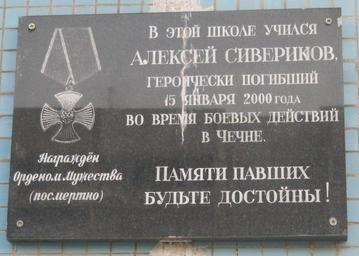 В ЭТОЙ ШКОЛЕ УЧИЛСЯ
АЛЕКСЕЙ СИВЕРИКОВ,
ГЕРОИЧЕСКИ ПОГИБШИЙ
15 ЯНВАРЯ 2000 ГОДА
ВО ВРЕМЯ БОЕВЫХ ДЕЙСТВИЙ
В ЧЕЧНЕ.
Награждён
Орденом Мужества
(посмертно)
ПАМЯТИ ПАВШИХ
БУДЬТЕ ДОСТОЙНЫ!